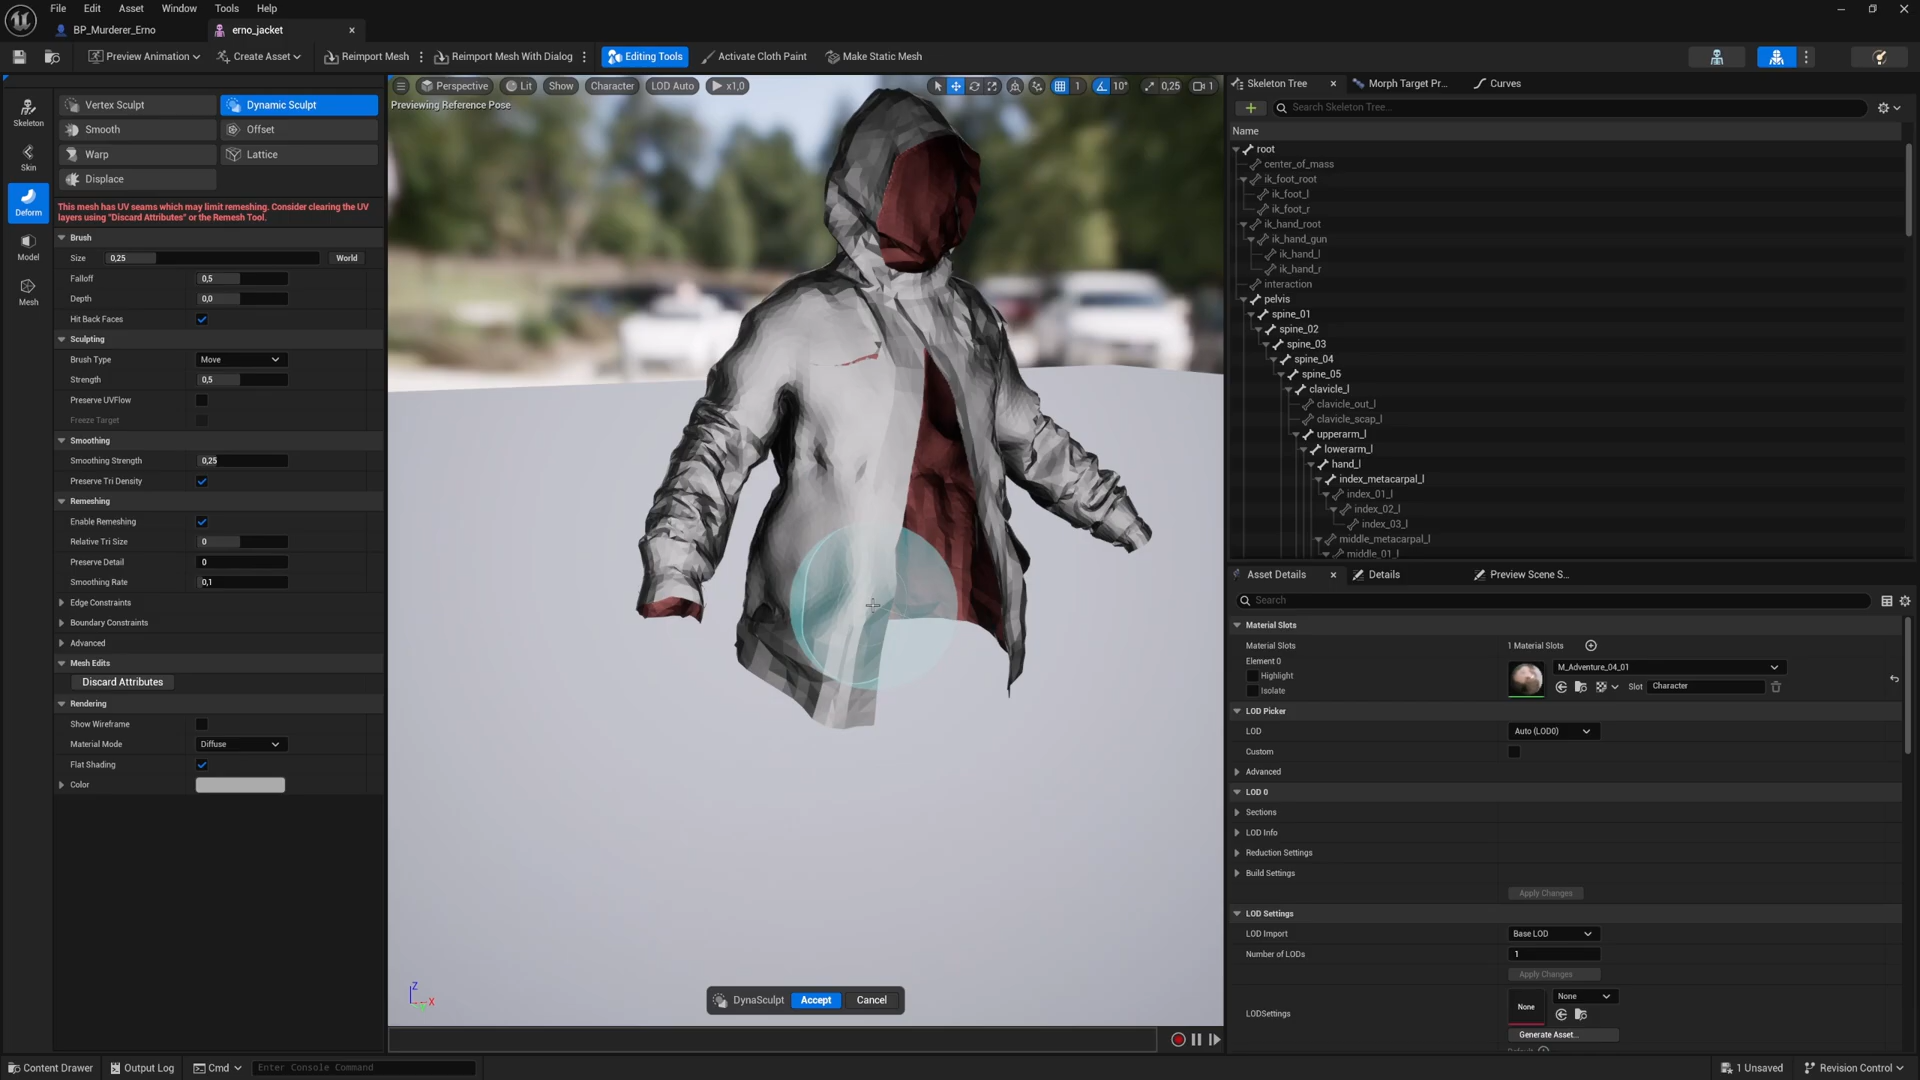 File Edit Asset Window Tools Help
BP_Murderer_Erno
erno_jacket
Preview Animation
Create Asset
Reimport Mesh
Reimport Mesh With Dialog
Editing Tools
Activate Cloth Paint
Make Static Mesh
Skeleton
Skin
Deform
Model
Mesh
Vertex Sculpt
Dynamic Sculpt
Smooth
Offset
Warp
Lattice
Displace
This mesh has UV seams which may limit remeshing. Consider clearing the UV
layers using "Discard Attributes" or the Remesh Tool.
Brush
Size 0,25 World
Falloff 0,5
Depth 0,0
Hit Back Faces
Sculpting
Brush Type Move
Strength 0,5
Preserve UVFlow
Freeze Target
Smoothing
Smoothing Strength 0,25
Preserve Tri Density
Remeshing
Enable Remeshing
Relative Tri Size 0
Preserve Detail 0
Smoothing Rate 0,1
Edge Constraints
Boundary Constraints
Advanced
Mesh Edits
Discard Attributes
Rendering
Show Wireframe
Material Mode Diffuse
Flat Shading
Color
Perspective Lit Show Character LOD Auto x1,0 1 10° 0,25 1
Previewing Reference Pose
Z
X
DynaSculpt Accept Cancel
Skeleton Tree
Morph Target Pr...
Curves
Search Skeleton Tree...
Name
root
center_of_mass
ik_foot_root
ik_foot_l
ik_foot_r
ik_hand_root
ik_hand_gun
ik_hand_l
ik_hand_r
interaction
pelvis
spine_01
spine_02
spine_03
spine_04
spine_05
clavicle_l
clavicle_out_l
clavicle_scap_l
upperarm_l
lowerarm_l
hand_l
index_metacarpal_l
index_01_l
index_02_l
index_03_l
middle_metacarpal_l
middle_01_l
Asset Details
Details
Preview Scene S...
Search
Material Slots
Material Slots 1 Material Slots
Element 0
Highlight
Isolate
M_Adventure_04_01
Slot Character
LOD Picker
LOD Auto (LOD0)
Custom
Advanced
LOD 0
Sections
LOD Info
Reduction Settings
Build Settings
Apply Changes
LOD Settings
LOD Import Base LOD
Number of LODs 1
Apply Changes
LODSettings None None
Generate Asset...
Content Drawer
Output Log
Cmd
Enter Console Command
1 Unsaved
Revision Control